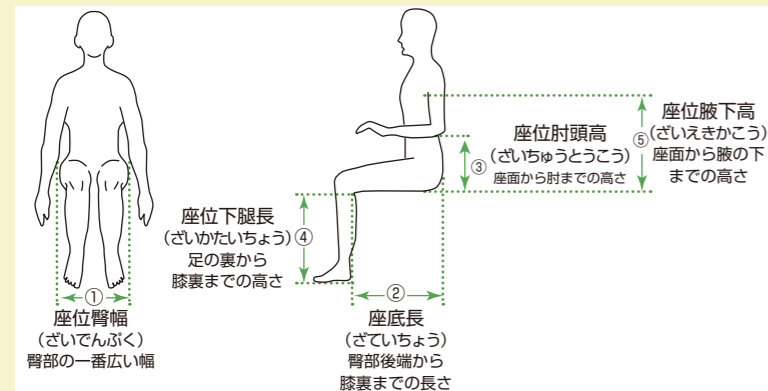 ①
座位臀幅
（ざいでんぷく）
臀部の一番広い幅
②
座底長
（ざていちょう）
臀部後端から
膝裏までの長さ
③
座位肘頭高
（ざいちゅうとうこう）
座面から肘までの高さ
④
座位下腿長
（ざいかたいちょう）
足の裏から
膝裏までの高さ
⑤
座位腋下高
（ざいえきかこう）
座面から腋の下
までの高さ